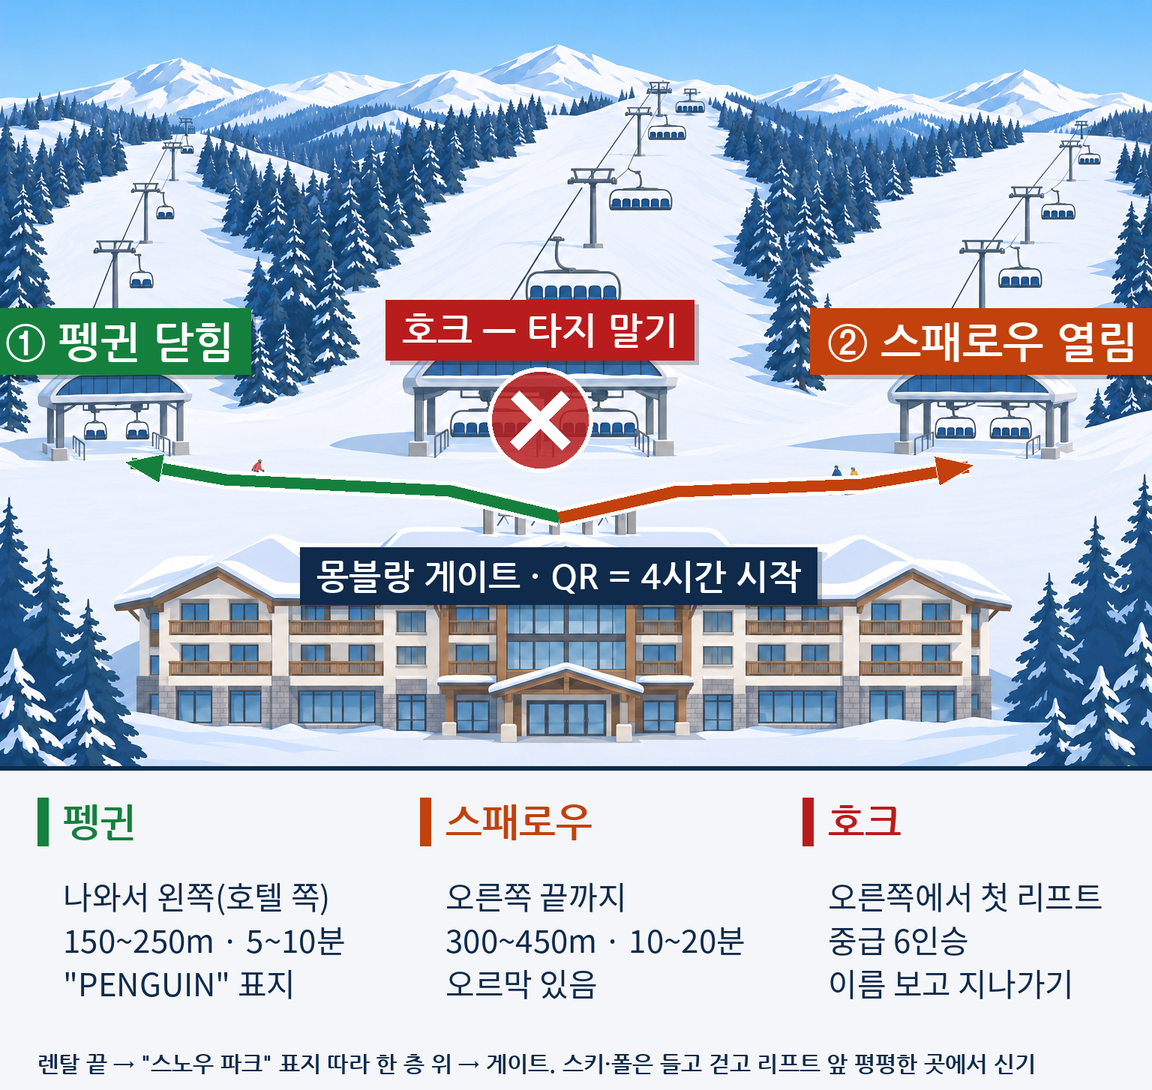 ① 펭귄 닫힘
호크 — 타지 말기
② 스패로우 열림
몽블랑 게이트 · QR = 4시간 시작
펭귄
나와서 왼쪽(호텔 쪽)
150~250m · 5~10분
"PENGUIN" 표지
스패로우
오른쪽 끝까지
300~450m · 10~20분
오르막 있음
호크
오른쪽에서 첫 리프트
중급 6인승
이름 보고 지나가기
렌탈 끝 → "스노우 파크" 표지 따라 한 층 위 → 게이트. 스키·폴은 들고 걷고 리프트 앞 평평한 곳에서 신기